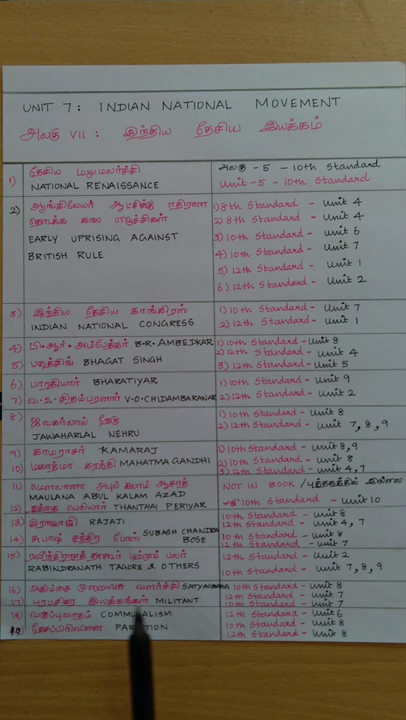 UNIT 7: INDIAN NATIONAL MOVEMENT
அலகு VII : இந்திய தேசிய இயக்கம்
1) தேசிய மறுமலர்ச்சி
NATIONAL RENAISSANCE
அலகு - 5 - 10th Standard
Unit - 5 - 10th Standard
2) ஆங்கிலேயர் ஆட்சிக்கு எதிரான
தொடக்க கால எழுச்சிகள்
EARLY UPRISING AGAINST
BRITISH RULE
1) 8th Standard - Unit 4
2) 8th Standard - Unit 4
3) 10th Standard - Unit 6
4) 10th Standard - Unit 7
5) 12th Standard - Unit 1
6) 12th Standard - Unit 2
3) இந்திய தேசிய காங்கிரஸ்
INDIAN NATIONAL CONGRESS
1) 10th Standard - Unit 7
2) 12th Standard - Unit 1
4) பி.ஆர். அம்பேத்கர் B.R. AMBEDKAR
5) பகத்சிங் BHAGAT SINGH
1) 10th Standard - Unit 8
2) 12th Standard - Unit 4
3) 12th Standard - Unit 5
6) பாரதியார் BHARATIYAR
7) வ.உ. சிதம்பரனார் V.O. CHIDAMBARANAR
1) 10th Standard - Unit 9
2) 12th Standard - Unit 2
8) ஜவகர்லால் நேரு
JAWAHARLAL NEHRU
1) 10th Standard - Unit 8
2) 12th Standard - Unit 7, 8, 9
9) காமராசர் KAMARAJ
10) மகாத்மா காந்தி MAHATMA GANDHI
1) 10th Standard - Unit 8, 9
2) 10th Standard - Unit 8
3) 12th Standard - Unit 4, 7
11) மௌலானா அபுல் கலாம் ஆசாத்
MAULANA ABUL KALAM AZAD
12) தந்தை பெரியார் THANTHAI PERIYAR
NOT IN BOOK / புத்தகத்தில் இல்லை
10th Standard - Unit 10
13) இராஜாஜி RAJAJI
14) சுபாஷ் சந்திர போஸ் SUBASH CHANDRA BOSE
10th Standard - Unit 8
12th Standard - Unit 4, 7
10th Standard - Unit 8
12th Standard - Unit 7
15) ரவீந்திரநாத் தாகூர் மற்றும் பலர்
RABINDRANATH TAGORE & OTHERS
12th Standard - Unit 2
10th Standard - Unit 7, 8, 9
16) SATYAGRAHA
17) இயக்கங்கள் MILITANT
10th Standard - Unit 8
12th Standard - Unit 7
10th Standard - Unit 7
18) வகுப்புவாதம் COMMUNALISM
19) தேசப்பிரிவினை PARTITION
12th Standard - Unit 6
10th Standard - Unit 8
12th Standard - Unit 8